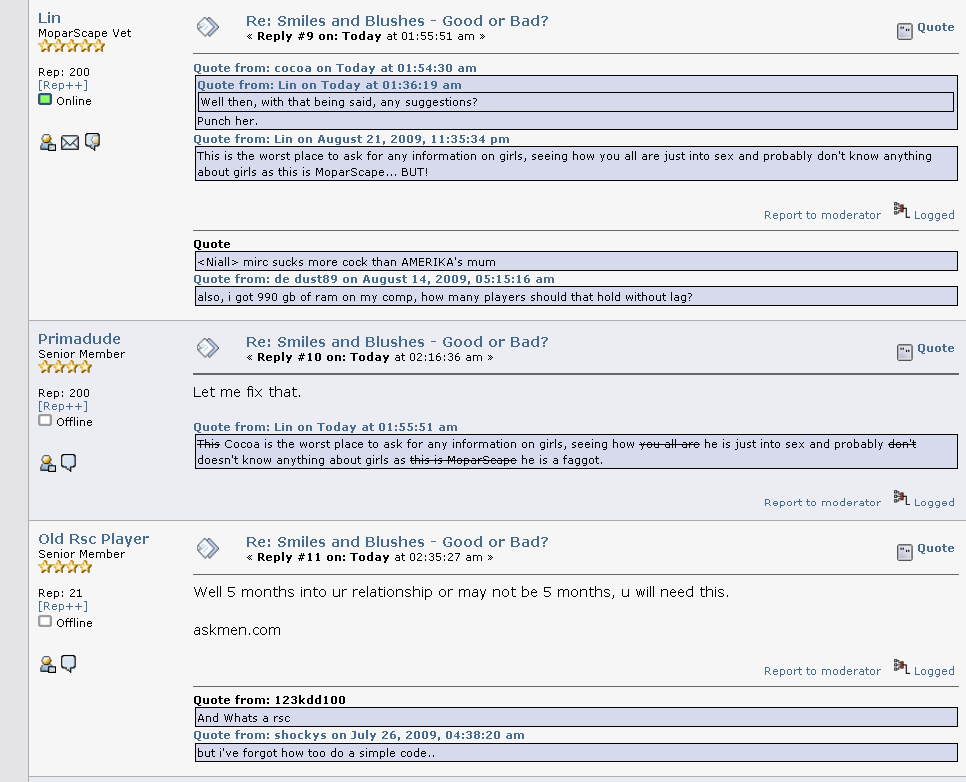 Lin
MoparScape Vet
Rep: 200
[Rep++]
Online
Re: Smiles and Blushes - Good or Bad?
« Reply #9 on: Today at 01:55:51 am »
Quote
Quote from: cocoa on Today at 01:54:30 am
Quote from: Lin on Today at 01:36:19 am
Well then, with that being said, any suggestions?
Punch her.
Quote from: Lin on August 21, 2009, 11:35:34 pm
This is the worst place to ask for any information on girls, seeing how you all are just into sex and probably don't know anything
about girls as this is MoparScape... BUT!
Report to moderator Logged
Quote
<Niall> mirc sucks more cock than AMERIKA's mum
Quote from: de dust89 on August 14, 2009, 05:15:16 am
also, i got 990 gb of ram on my comp, how many players should that hold without lag?
Primadude
Senior Member
Rep: 200
[Rep++]
Offline
Re: Smiles and Blushes - Good or Bad?
« Reply #10 on: Today at 02:16:36 am »
Quote
Let me fix that.
Quote from: Lin on Today at 01:55:51 am
This Cocoa is the worst place to ask for any information on girls, seeing how you all are he is just into sex and probably don't
doesn't know anything about girls as this is MoparScape he is a faggot.
Report to moderator Logged
Old Rsc Player
Senior Member
Rep: 21
[Rep++]
Offline
Re: Smiles and Blushes - Good or Bad?
« Reply #11 on: Today at 02:35:27 am »
Quote
Well 5 months into ur relationship or may not be 5 months, u will need this.
askmen.com
Report to moderator Logged
Quote from: 123kdd100
And Whats a rsc
Quote from: shockys on July 26, 2009, 04:38:20 am
but i've forgot how too do a simple code..